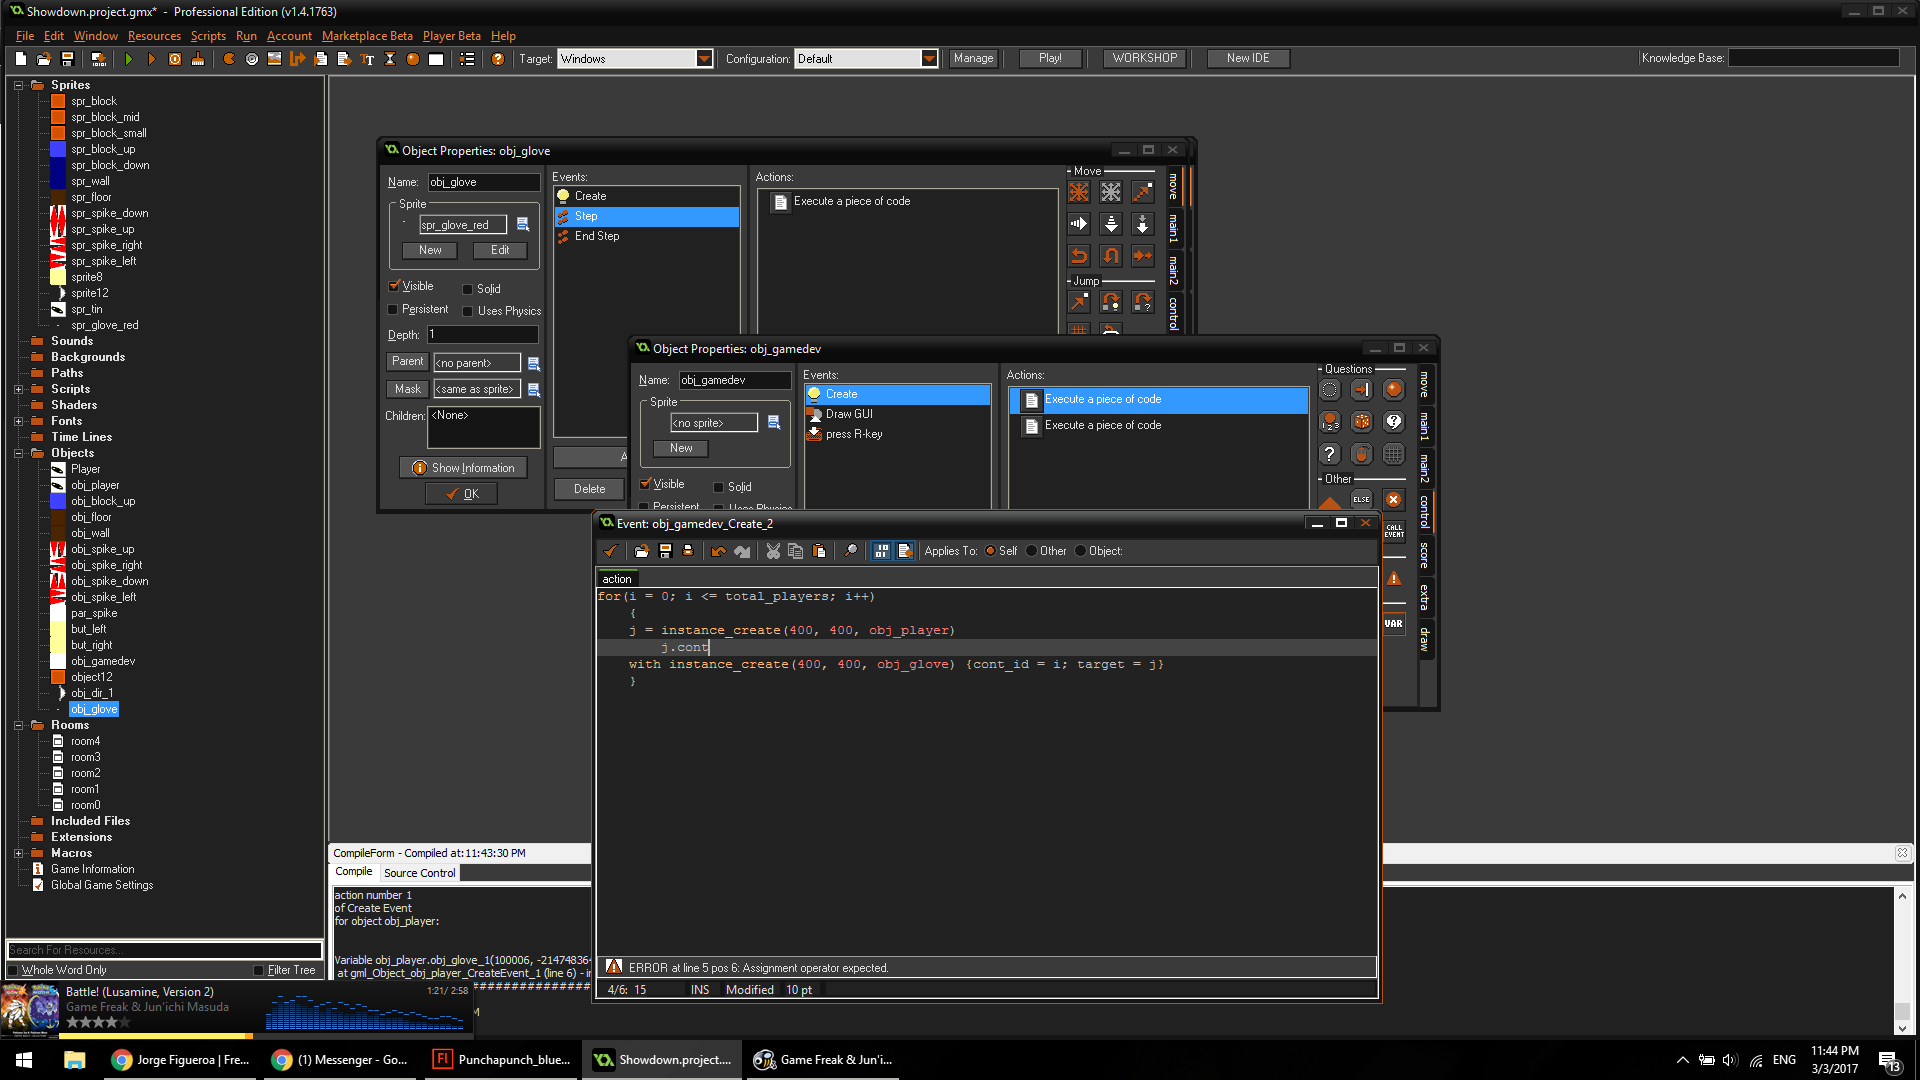 Showdown.project.gmx* - Professional Edition (v1.4.1763)
File Edit Window Resources Scripts Run Account Marketplace Beta Player Beta Help
Target: Windows Configuration: Default Manage Play! WORKSHOP New IDE Knowledge Base:
Sprites
spr_block
spr_block_mid
spr_block_small
spr_block_up
spr_block_down
spr_wall
spr_floor
spr_spike_down
spr_spike_up
spr_spike_right
spr_spike_left
sprite8
sprite12
spr_tin
spr_glove_red
Sounds
Backgrounds
Paths
Scripts
Shaders
Fonts
Time Lines
Objects
Player
obj_player
obj_block_up
obj_floor
obj_wall
obj_spike_up
obj_spike_right
obj_spike_down
obj_spike_left
par_spike
but_left
but_right
obj_gamedev
object12
obj_dir_1
obj_glove
Rooms
room4
room3
room2
room1
room0
Included Files
Extensions
Macros
Game Information
Global Game Settings
Search For Resources...
Whole Word Only Filter Tree
Object Properties: obj_glove
Name: obj_glove
Sprite
spr_glove_red
New Edit
Visible Solid
Persistent Uses Physics
Depth: 1
Parent <no parent>
Mask <same as sprite>
Children: <None>
Show Information
OK
Events:
Create
Step
End Step
A
Delete
Actions:
Execute a piece of code
Move
Jump
move
main1
main2
control
Object Properties: obj_gamedev
Name: obj_gamedev
Sprite
<no sprite>
New
Visible Solid
Persistent Uses Physics
Events:
Create
Draw GUI
press R-key
Actions:
Execute a piece of code
Execute a piece of code
Questions
Other
ELSE
CALL EVENT
VAR
move
main1
main2
control
score
extra
draw
Event: obj_gamedev_Create_2
Applies To: Self Other Object:
action
for(i = 0; i <= total_players; i++)
{
j = instance_create(400, 400, obj_player)
j.cont
with instance_create(400, 400, obj_glove) {cont_id = i; target = j}
}
ERROR at line 5 pos 6: Assignment operator expected.
4/6: 15 INS Modified 10 pt
CompileForm - Compiled at:11:43:30 PM
Compile Source Control
action number 1
of Create Event
for object obj_player:
Variable obj_player.obj_glove_1(100006, -214748364
at gml_Object_obj_player_CreateEvent_1 (line 6) - i
Battle! (Lusamine, Version 2) 1:21/ 2:58
Game Freak & Jun'ichi Masuda
Jorge Figueroa | Fre... (1) Messenger - Go... Punchapunch_blue... Showdown.project.... Game Freak & Jun'i...
ENG 11:44 PM
3/3/2017
13